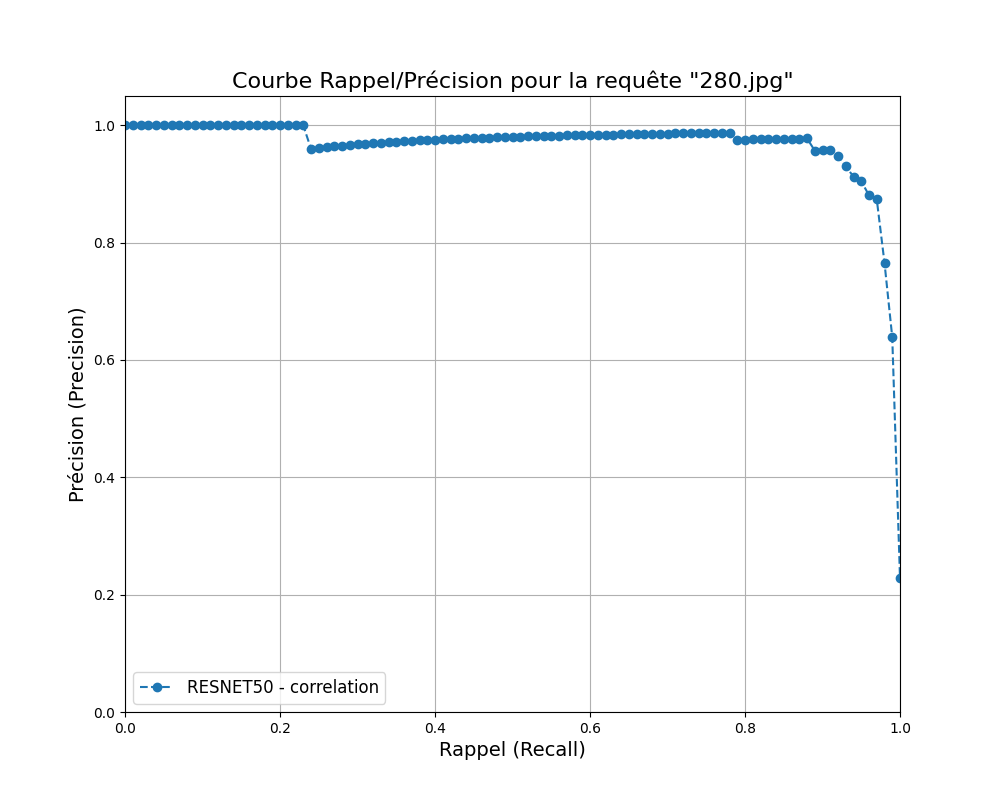 Courbe Rappel/Précision pour la requête "280.jpg"
1.0
0.8
0.6
0.4
0.2
0.0
Précision (Precision)
RESNET50 - correlation
0.0 0.2 0.4 0.6 0.8 1.0
Rappel (Recall)